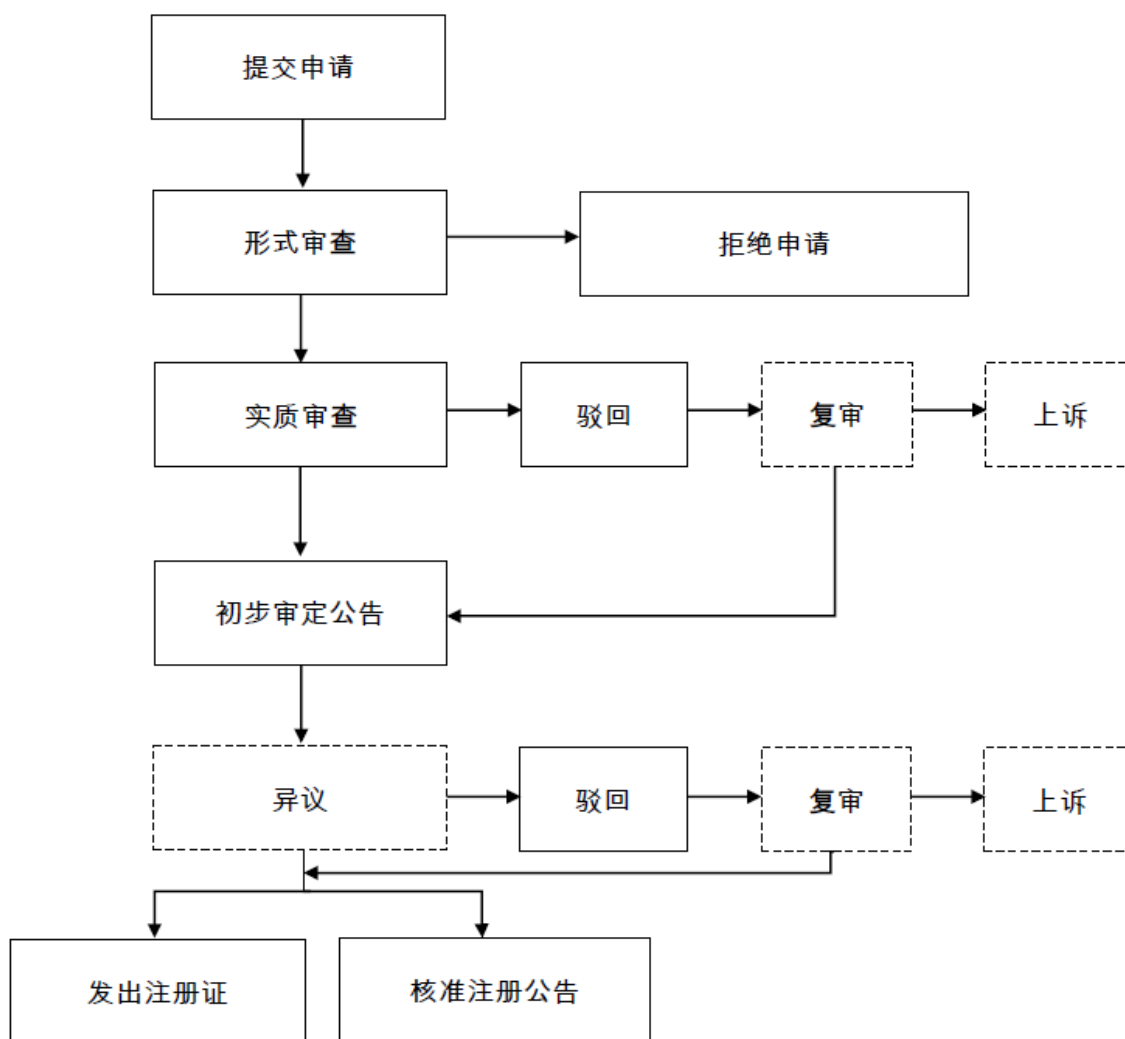 提交申请
形式审查
拒绝申请
实质审查
驳回
复审
上诉
初步审定公告
异议
驳回
复审
上诉
发出注册证
核准注册公告